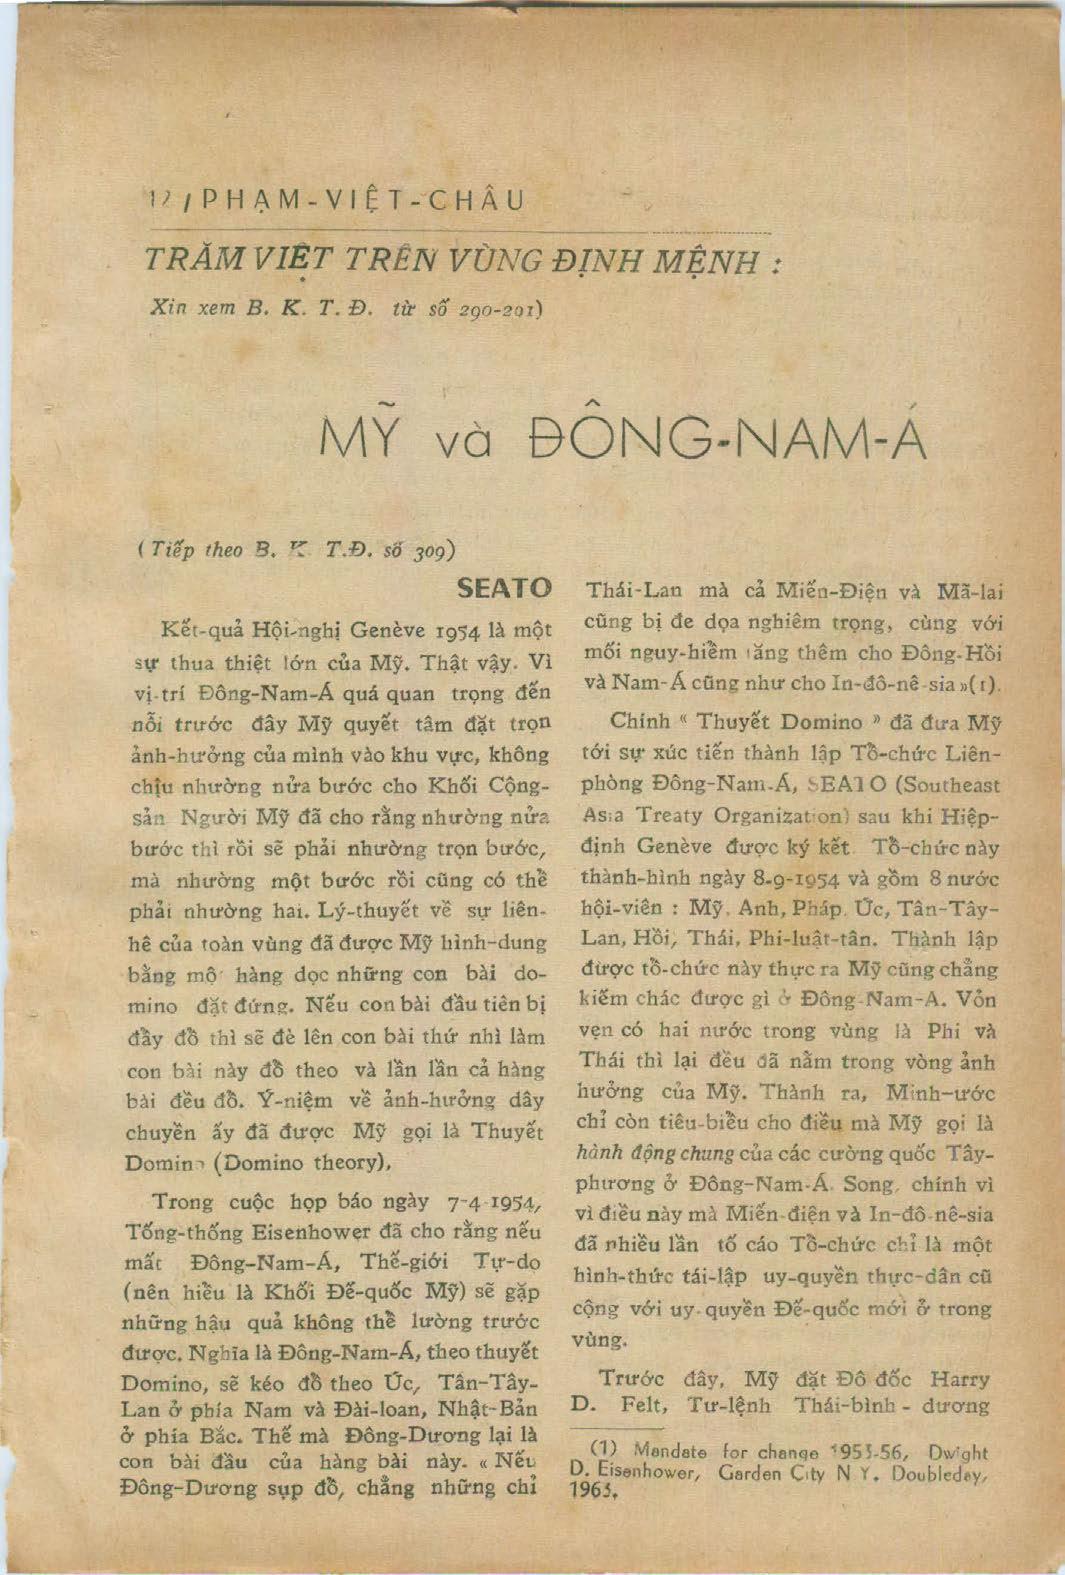 12 / PHẠM-VIỆT-CHÂU
TRĂM VIỆT TRÊN VÙNG ĐỊNH MỆNH :
Xin xem B. K. T. Đ. từ số 290-291)
MỸ và ĐÔNG-NAM-Á
(Tiếp theo B. K. T.Đ. số 309)
SEATO
Kết-quả Hội-nghị Genève 1954 là một
sự thua thiệt lớn của Mỹ. Thật vậy. Vì
vị-trí Đông-Nam-Á quá quan trọng đến
nỗi trước đây Mỹ quyết tâm đặt trọn
ảnh-hưởng của mình vào khu vực, không
chịu nhường nửa bước cho Khối Cộng-
sản Người Mỹ đã cho rằng nhường nửa
bước thì rồi sẽ phải nhường trọn bước,
mà nhường một bước rồi cũng có thể
phải nhường hai. Lý-thuyết về sự liên-
hê của toàn vùng đã được Mỹ hình-dung
bằng mộ hàng dọc những con bài do-
mino đặt đứng. Nếu con bài đầu tiên bị
đẩy đổ thì sẽ đè lên con bài thứ nhì làm
con bài này đổ theo và lần lần cả hàng
bài đều đổ. Ý-niệm về ảnh-hưởng dây
chuyền ấy đã được Mỹ gọi là Thuyết
Domino (Domino theory),
Trong cuộc họp báo ngày 7-4-1954,
Tổng-thống Eisenhower đã cho rằng nếu
mất Đông-Nam-Á, Thế-giới Tự-do
(nên hiểu là Khối Đế-quốc Mỹ) sẽ gặp
những hậu quả không thể lường trước
được. Nghĩa là Đông-Nam-Á, theo thuyết
Domino, sẽ kéo đổ theo Úc, Tân-Tây-
Lan ở phía Nam và Đài-loan, Nhật-Bản
ở phía Bắc. Thế mà Đông-Dương lại là
con bài đầu của hàng bài này. « Nếu
Đông-Dương sụp đổ, chẳng những chỉ
Thái-Lan mà cả Miến-Điện và Mã-lai
cũng bị đe dọa nghiêm trọng, cùng với
mối nguy-hiểm tăng thêm cho Đông-Hồi
và Nam-Á cũng như cho In-đô-nê-sia »(1).
Chính « Thuyết Domino » đã đưa Mỹ
tới sự xúc tiến thành lập Tổ-chức Liên-
phòng Đông-Nam-Á, SEATO (Southeast
Asia Treaty Organization) sau khi Hiệp-
định Genève được ký kết. Tổ-chức này
thành-hình ngày 8-9-1954 và gồm 8 nước
hội-viên : Mỹ, Anh, Pháp, Úc, Tân-Tây-
Lan, Hồi, Thái, Phi-luật-tân. Thành lập
được tổ-chức này thực ra Mỹ cũng chẳng
kiếm chác được gì ở Đông-Nam-Á. Vỏn
vẹn có hai nước trong vùng là Phi và
Thái thì lại đều đã nằm trong vòng ảnh
hưởng của Mỹ. Thành ra, Minh-ước
chỉ còn tiêu-biểu cho điều mà Mỹ gọi là
hành động chung của các cường quốc Tây-
phương ở Đông-Nam-Á. Song, chính vì
vì điều này mà Miến-điện và In-đô-nê-sia
đã nhiều lần tố cáo Tổ-chức chỉ là một
hình-thức tái-lập uy-quyền thực-dân cũ
cộng với uy-quyền Đế-quốc mới ở trong
vùng.
Trước đây, Mỹ đặt Đô đốc Harry
D. Felt, Tư-lệnh Thái-bình - dương
(1) Mandate for change 1953-56, Dwight
D. Eisenhower, Garden City N Y. Doubleday,
1963.